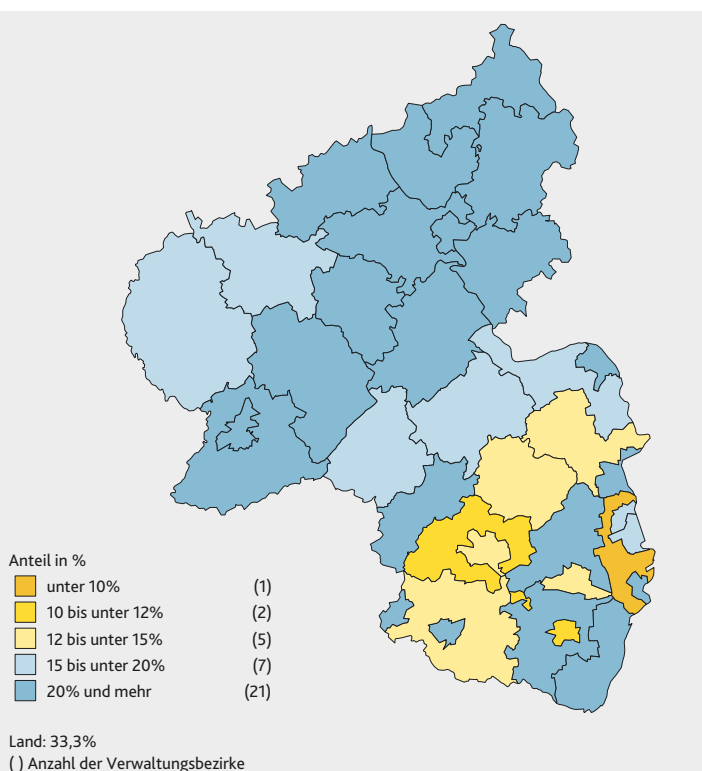 Anteil in %
unter 10% (1)
10 bis unter 12% (2)
12 bis unter 15% (5)
15 bis unter 20% (7)
20% und mehr (21)
Land: 33,3%
( ) Anzahl der Verwaltungsbezirke